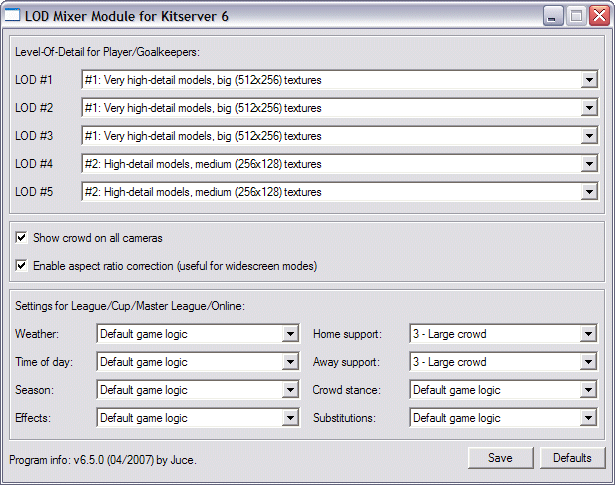 LOD Mixer Module for Kitserver 6
Level-Of-Detail for Player/Goalkeepers:
LOD #1 #1: Very high-detail models, big (512x256) textures
LOD #2 #1: Very high-detail models, big (512x256) textures
LOD #3 #1: Very high-detail models, big (512x256) textures
LOD #4 #2: High-detail models, medium (256x128) textures
LOD #5 #2: High-detail models, medium (256x128) textures
Show crowd on all cameras
Enable aspect ratio correction (useful for widescreen modes)
Settings for League/Cup/Master League/Online:
Weather: Default game logic Home support: 3 - Large crowd
Time of day: Default game logic Away support: 3 - Large crowd
Season: Default game logic Crowd stance: Default game logic
Effects: Default game logic Substitutions: Default game logic
Program info: v6.5.0 (04/2007) by Juce. Save Defaults